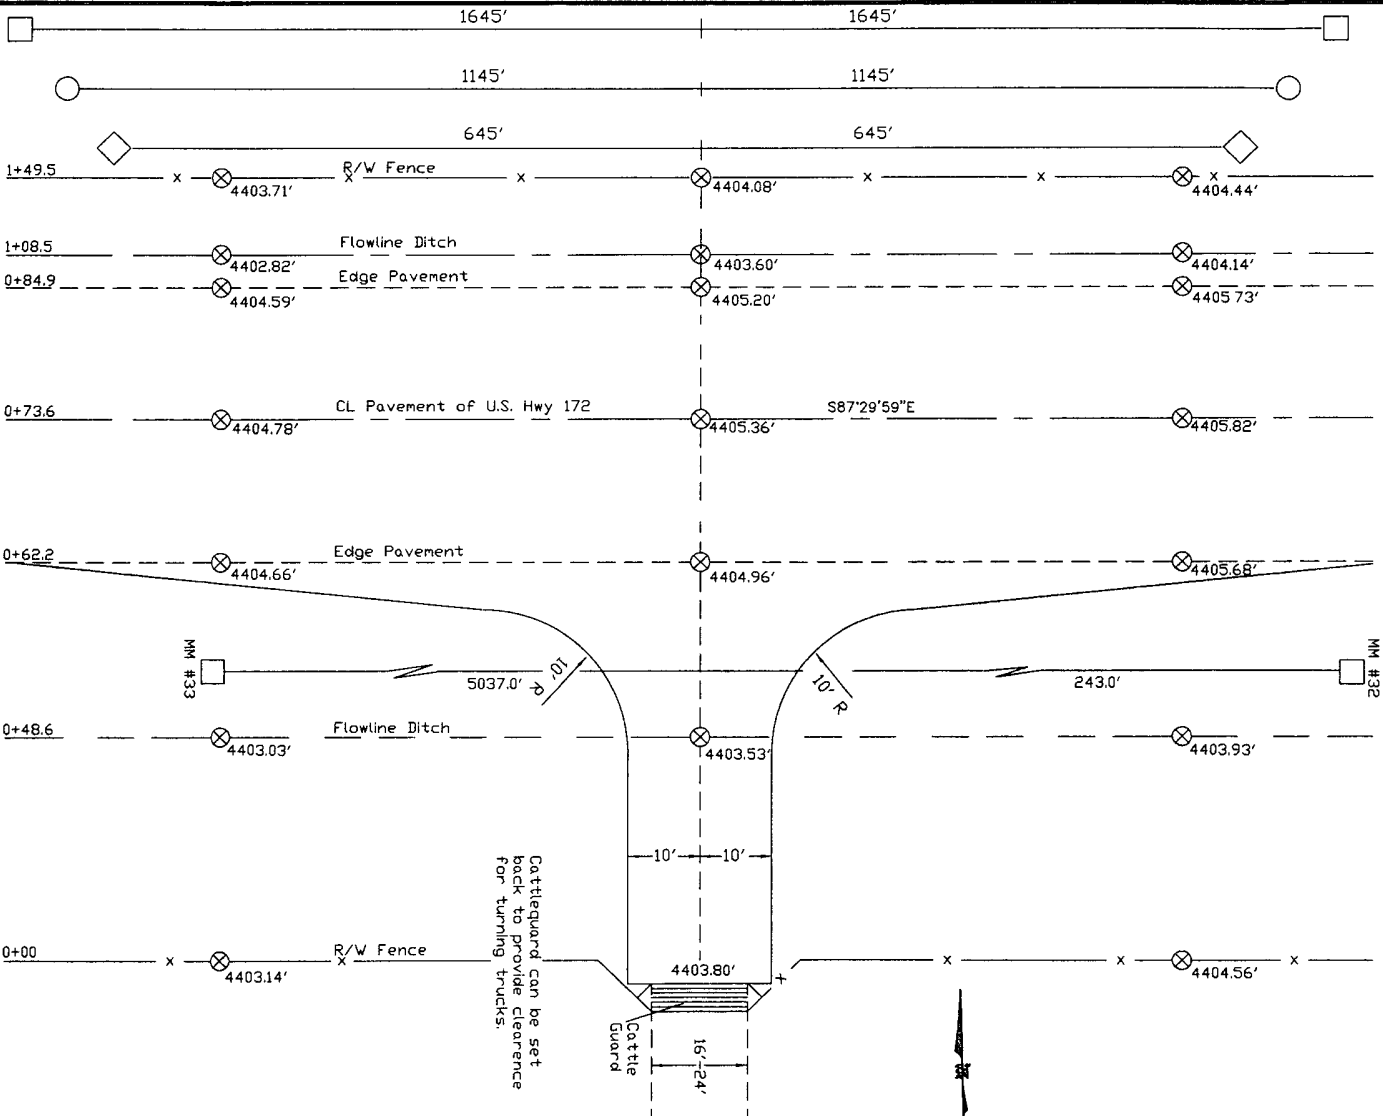 1645' 1645'
1145' 1145'
645' 645'
1+49.5 R/W Fence
4403.71' 4404.08' 4404.44'
1+08.5 Flowline Ditch
4402.82' 4403.60' 4404.14'
0+84.9 Edge Pavement
4404.59' 4405.20' 4405 73'
0+73.6 CL Pavement of U.S. Hwy 172 S87°29'59"E
4404.78' 4405.36' 4405.82'
0+62.2 Edge Pavement
4404.66' 4404.96' 4405.68'
MM #33
5037.0'
10' R
10' R
243.0'
MM #32
0+48.6 Flowline Ditch
4403.03' 4403.53' 4403.93'
10' 10'
Cattleguard can be set
back to provide clearence
for turning trucks.
0+00 R/W Fence
4403.14' 4403.80' 4404.56'
Cattle
Guard
16'-24'